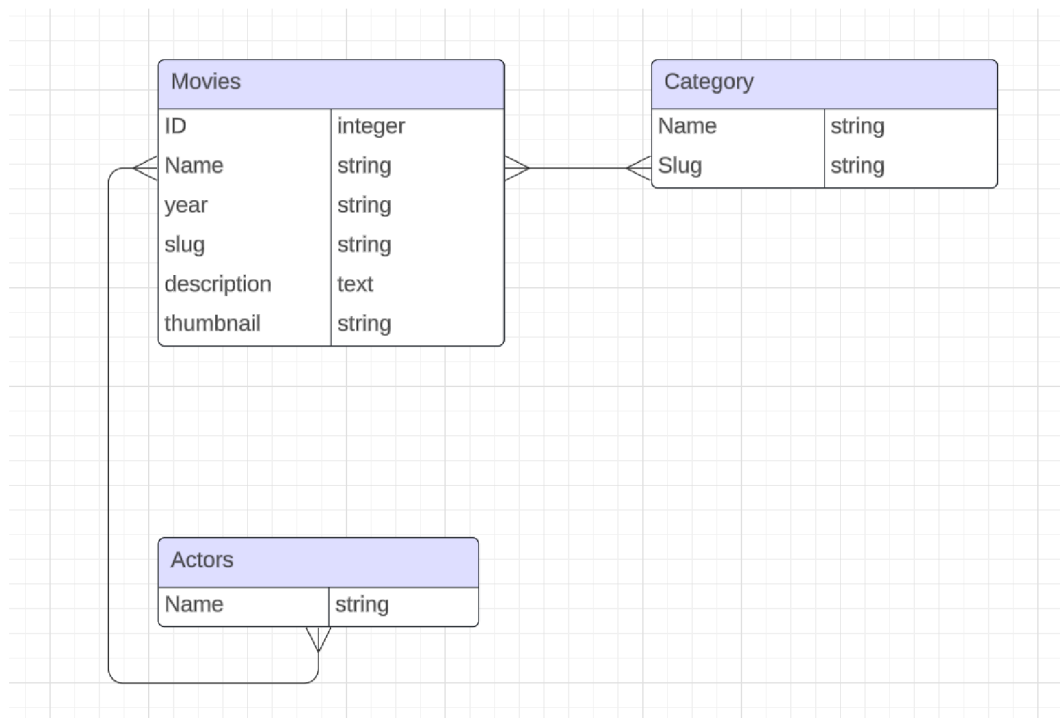 Movies
ID integer
Name string
year string
slug string
description text
thumbnail string
Category
Name string
Slug string
Actors
Name string